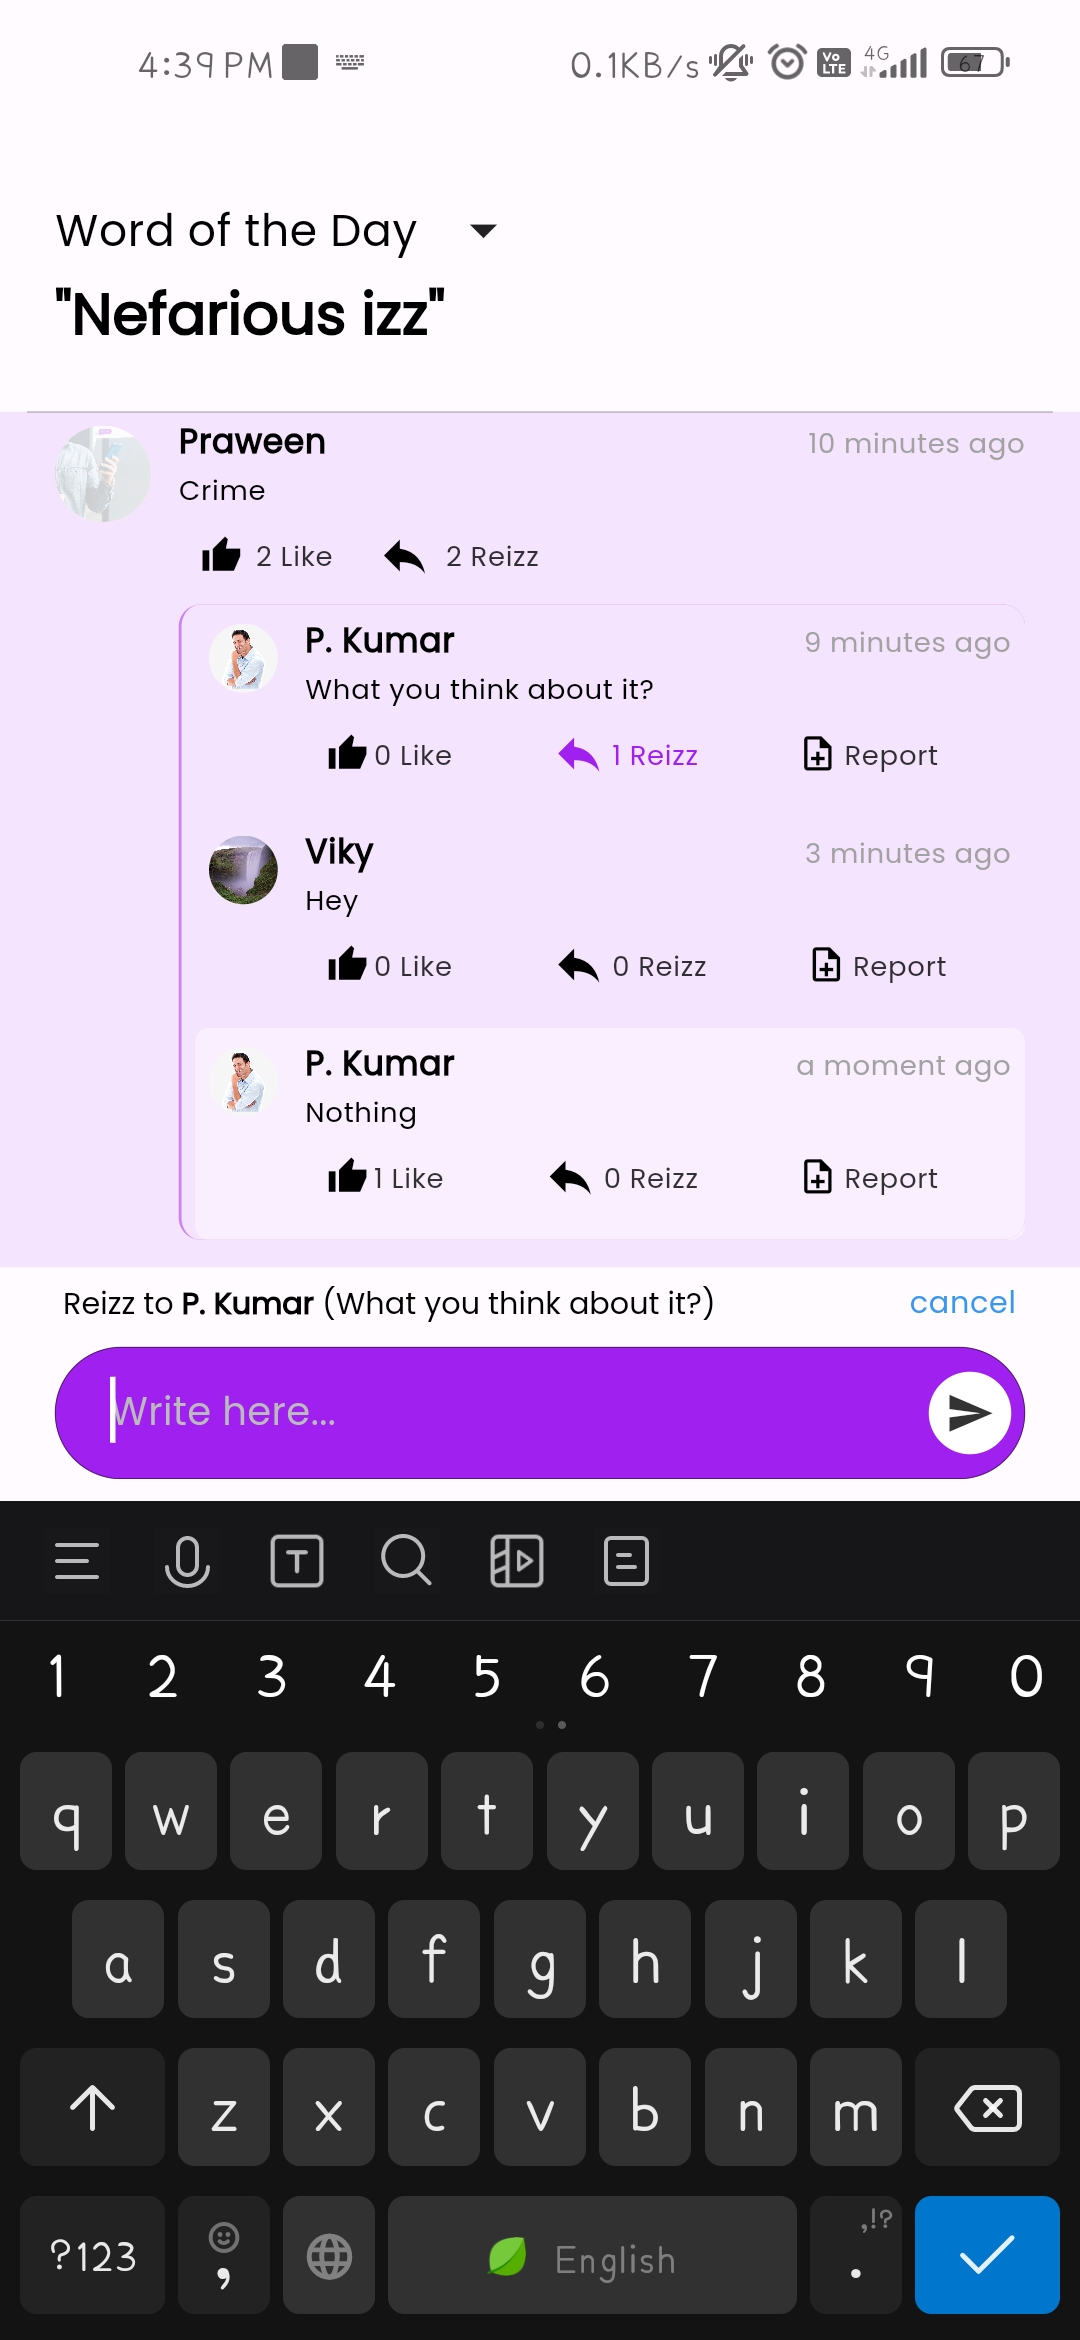 4:39 PM 0.1KB/s Vo LTE 4G 67
Word of the Day
"Nefarious izz"
Praween 10 minutes ago
Crime
2 Like 2 Reizz
P. Kumar 9 minutes ago
What you think about it?
0 Like 1 Reizz Report
Viky 3 minutes ago
Hey
0 Like 0 Reizz Report
P. Kumar a moment ago
Nothing
1 Like 0 Reizz Report
Reizz to P. Kumar (What you think about it?) cancel
Write here...
T
1 2 3 4 5 6 7 8 9 0
q w e r t y u i o p
a s d f g h j k l
z x c v b n m
?123 , English . ,!?